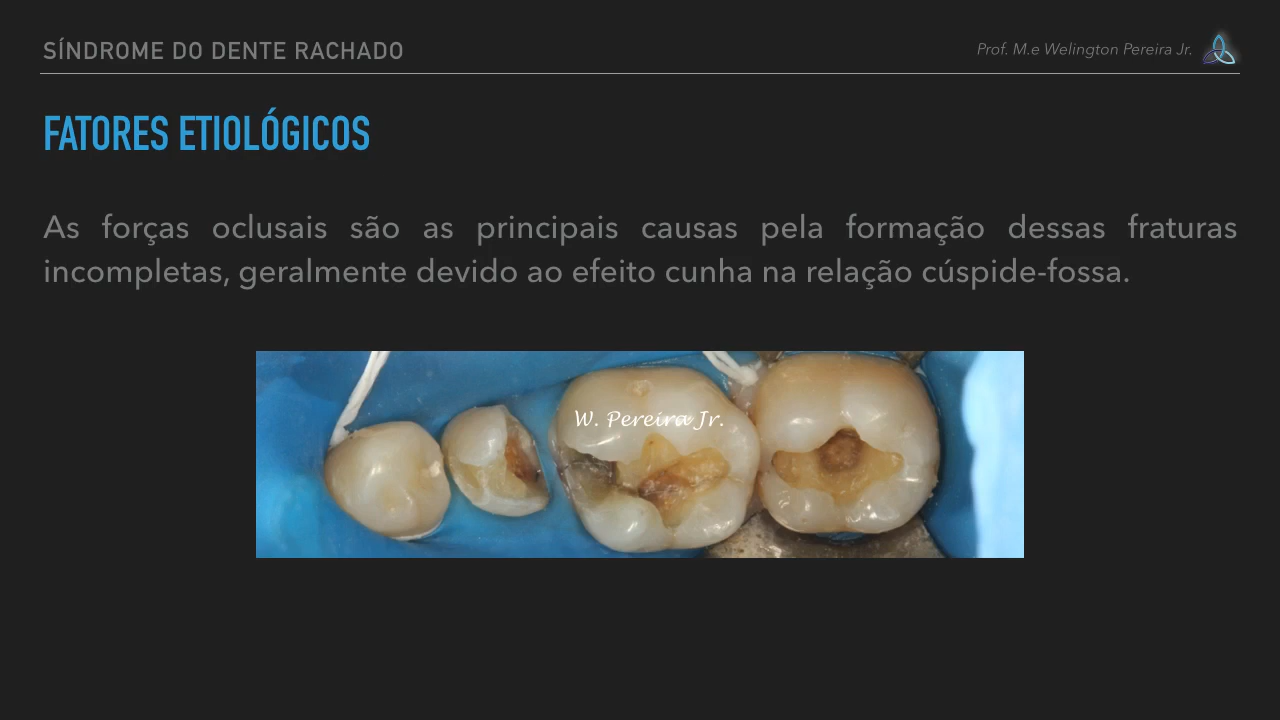 SÍNDROME DO DENTE RACHADO
Prof. M.e Welington Pereira Jr.
FATORES ETIOLÓGICOS
As forças oclusais são as principais causas pela formação dessas fraturas
incompletas, geralmente devido ao efeito cunha na relação cúspide-fossa.
W. Pereira Jr.